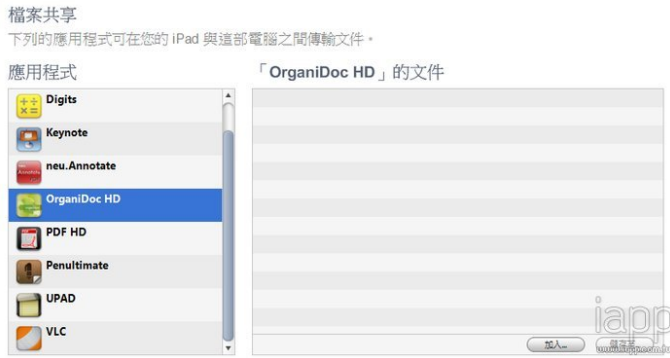 檔案共享
下列的應用程式可在您的 iPad 與這部電腦之間傳輸文件。
應用程式
「OrganiDoc HD」的文件
Digits
Keynote
neu.Annotate
OrganiDoc HD
PDF HD
Penultimate
UPAD
VLC
加入...
iapp